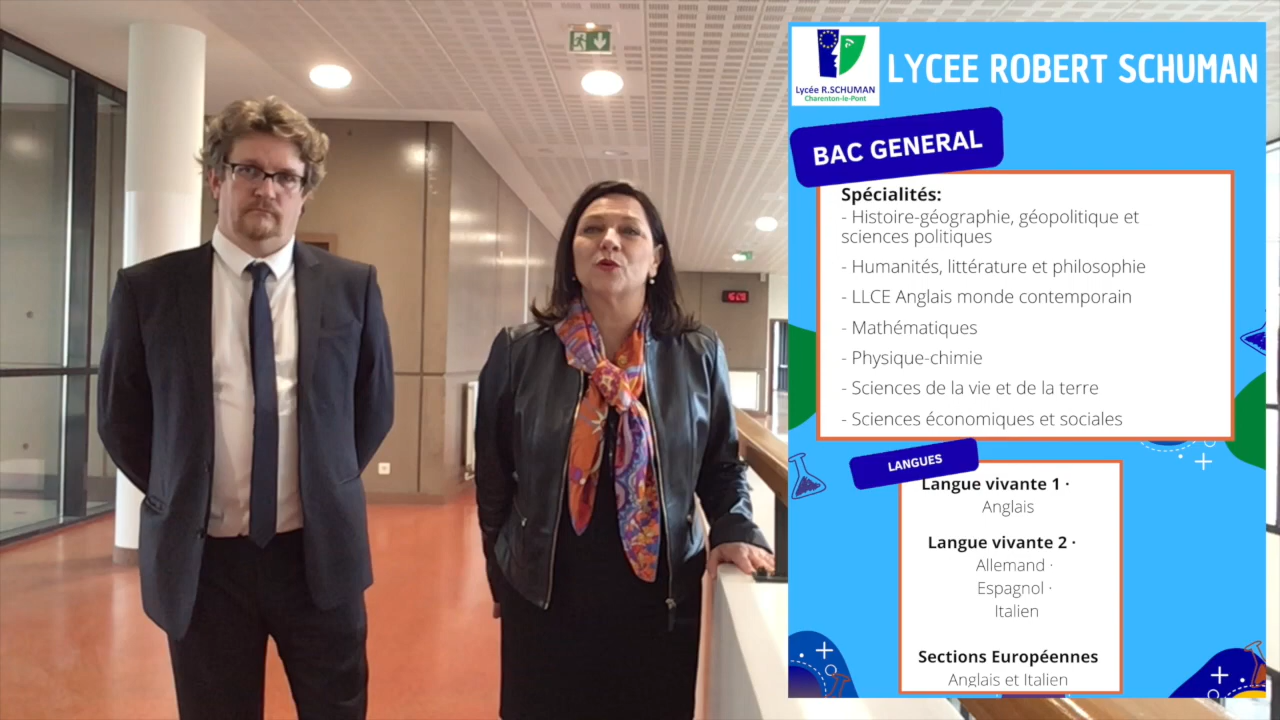 Lycée R.SCHUMAN
Charenton-le-Pont
LYCEE ROBERT SCHUMAN
BAC GENERAL
Spécialités:
- Histoire-géographie, géopolitique et
sciences politiques
- Humanités, littérature et philosophie
- LLCE Anglais monde contemporain
- Mathématiques
- Physique-chimie
- Sciences de la vie et de la terre
- Sciences économiques et sociales
LANGUES
Langue vivante 1 ·
Anglais
Langue vivante 2 ·
Allemand ·
Espagnol ·
Italien
Sections Européennes
Anglais et Italien